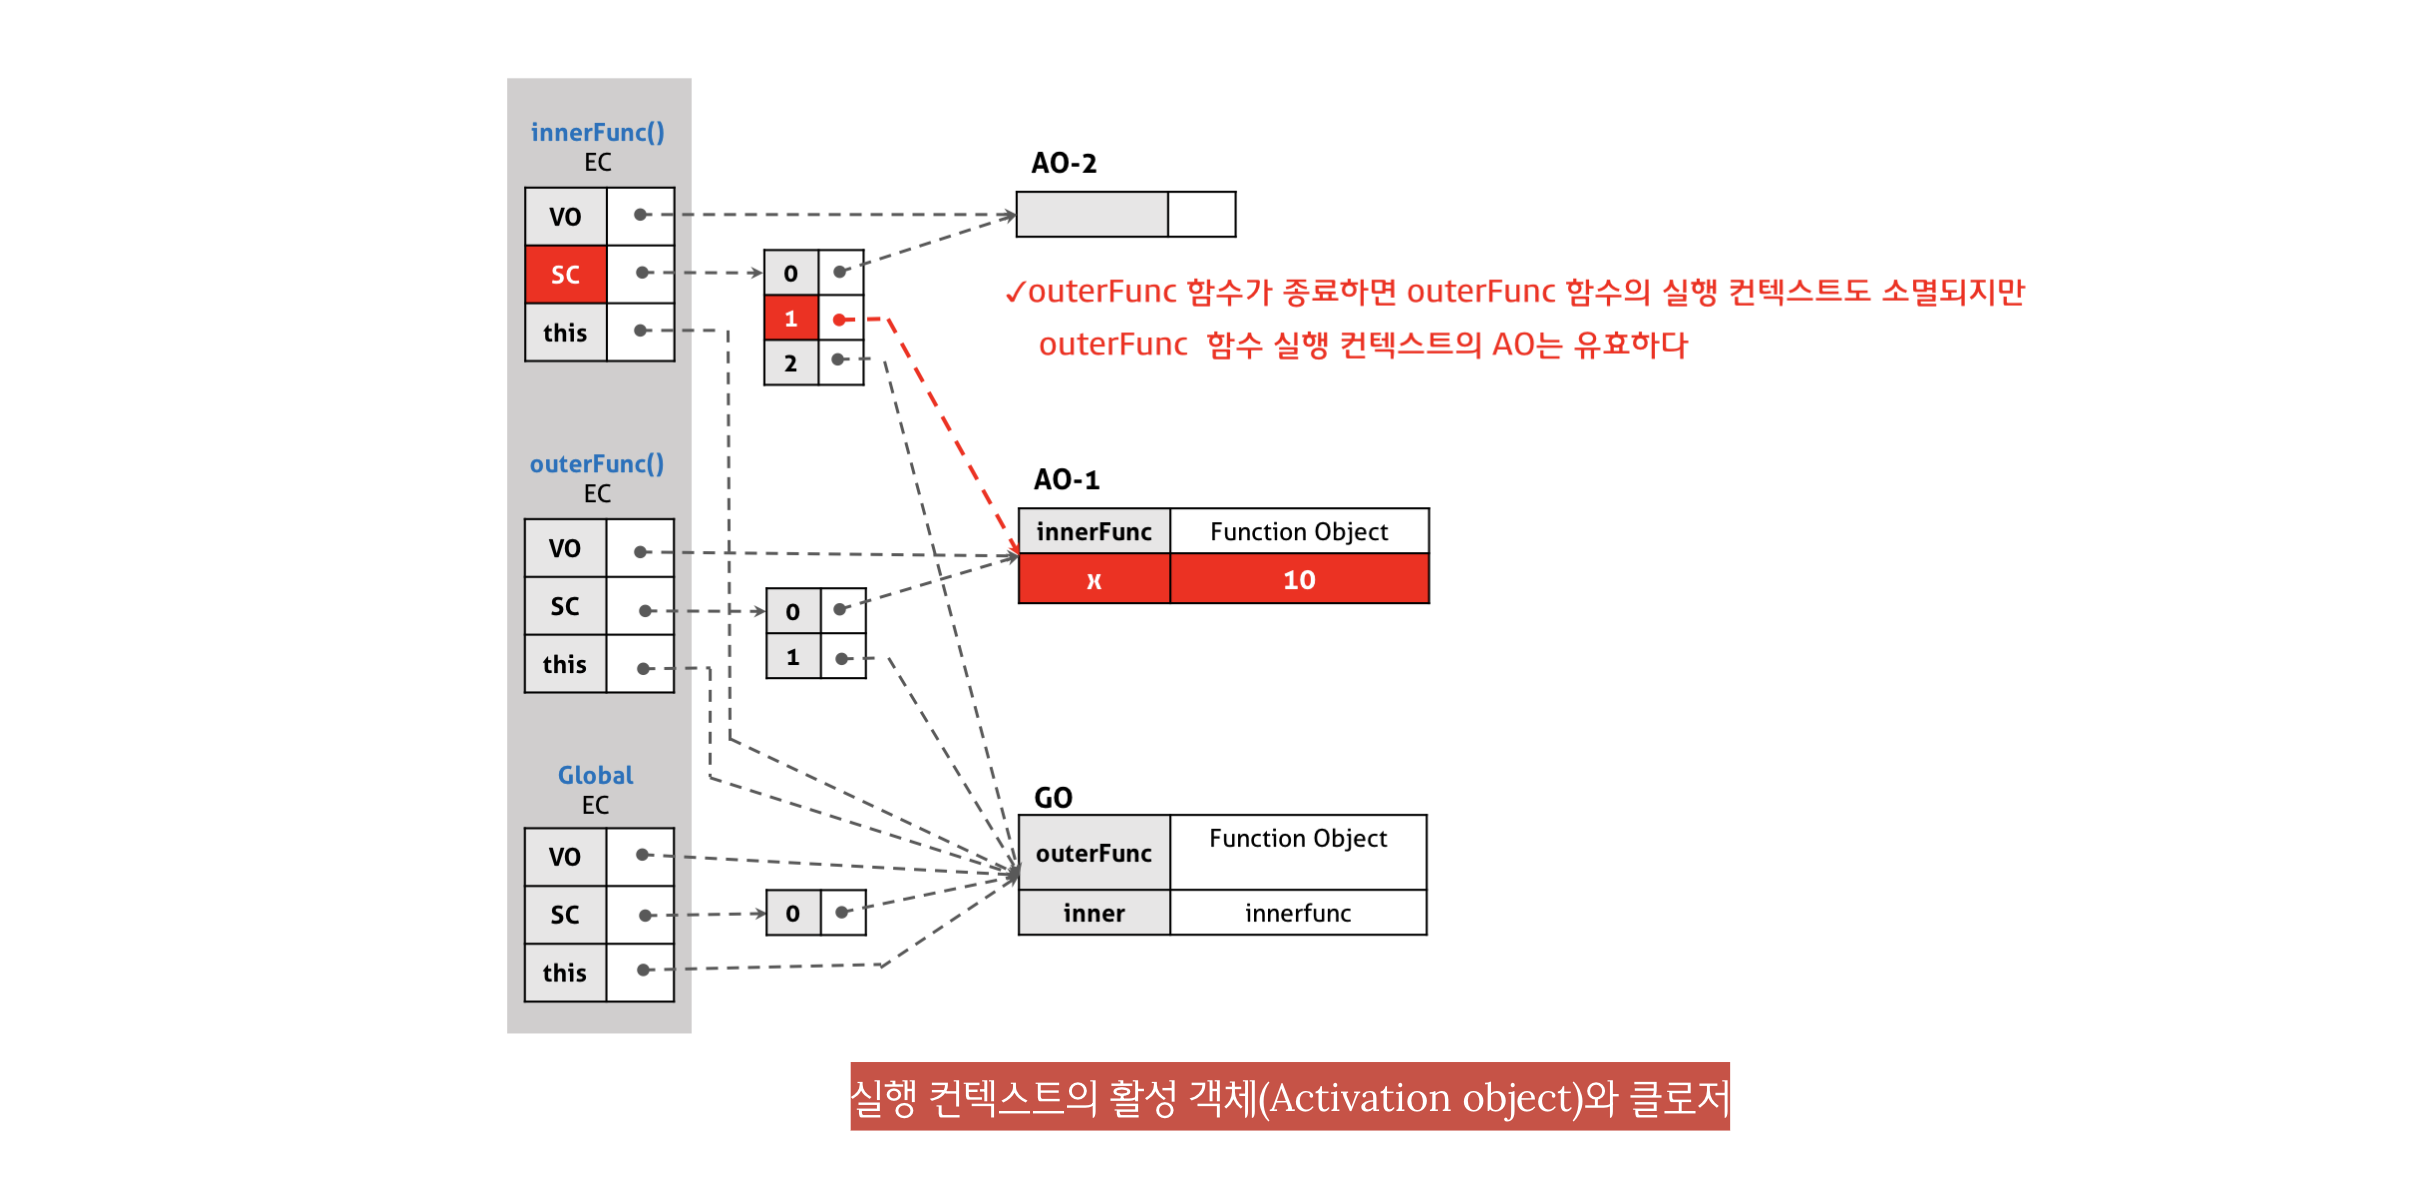 innerFunc()
EC
VO
SC
this
0
1
2
AO-2
✓outerFunc 함수가 종료하면 outerFunc 함수의 실행 컨텍스트도 소멸되지만
outerFunc 함수 실행 컨텍스트의 AO는 유효하다
outerFunc()
EC
VO
SC
this
0
1
AO-1
innerFunc Function Object
x 10
Global
EC
VO
SC
this
0
GO
outerFunc Function Object
inner innerfunc
실행 컨텍스트의 활성 객체(Activation object)와 클로저